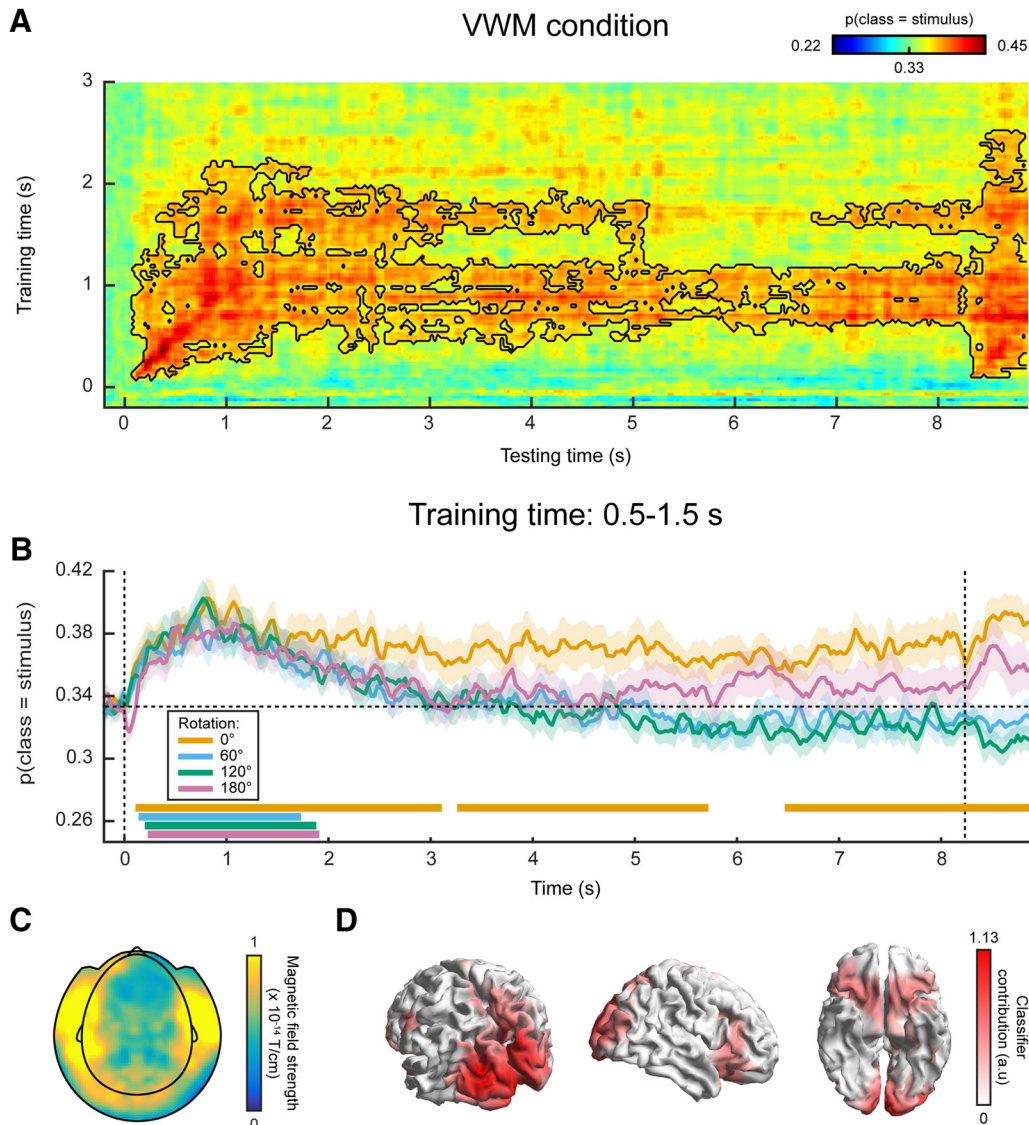 A
VWM condition
p(class = stimulus)
0.22
0.45
0.33
3
2
1
0
Training time (s)
0 1 2 3 4 5 6 7 8
Testing time (s)
Training time: 0.5-1.5 s
B
0.42
0.38
0.34
0.3
0.26
p(class = stimulus)
Rotation:
0°
60°
120°
180°
0 1 2 3 4 5 6 7 8
Time (s)
C
1
0
Magnetic field strength
(x 10⁻¹⁴ T/cm)
D
1.13
0
Classifier
contribution (a.u)